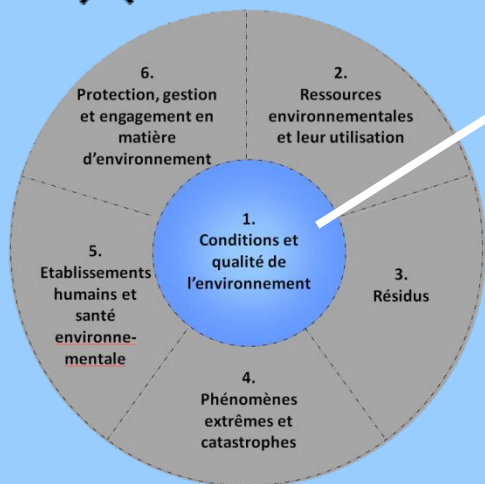 6.
Protection, gestion
et engagement en
matière
d'environnement
2.
Ressources
environnementales
et leur utilisation
1.
Conditions et
qualité de
l'environnement
3.
Résidus
5.
Etablissements
humains et
santé
environne-
mentale
4.
Phénomènes
extrêmes et
catastrophes